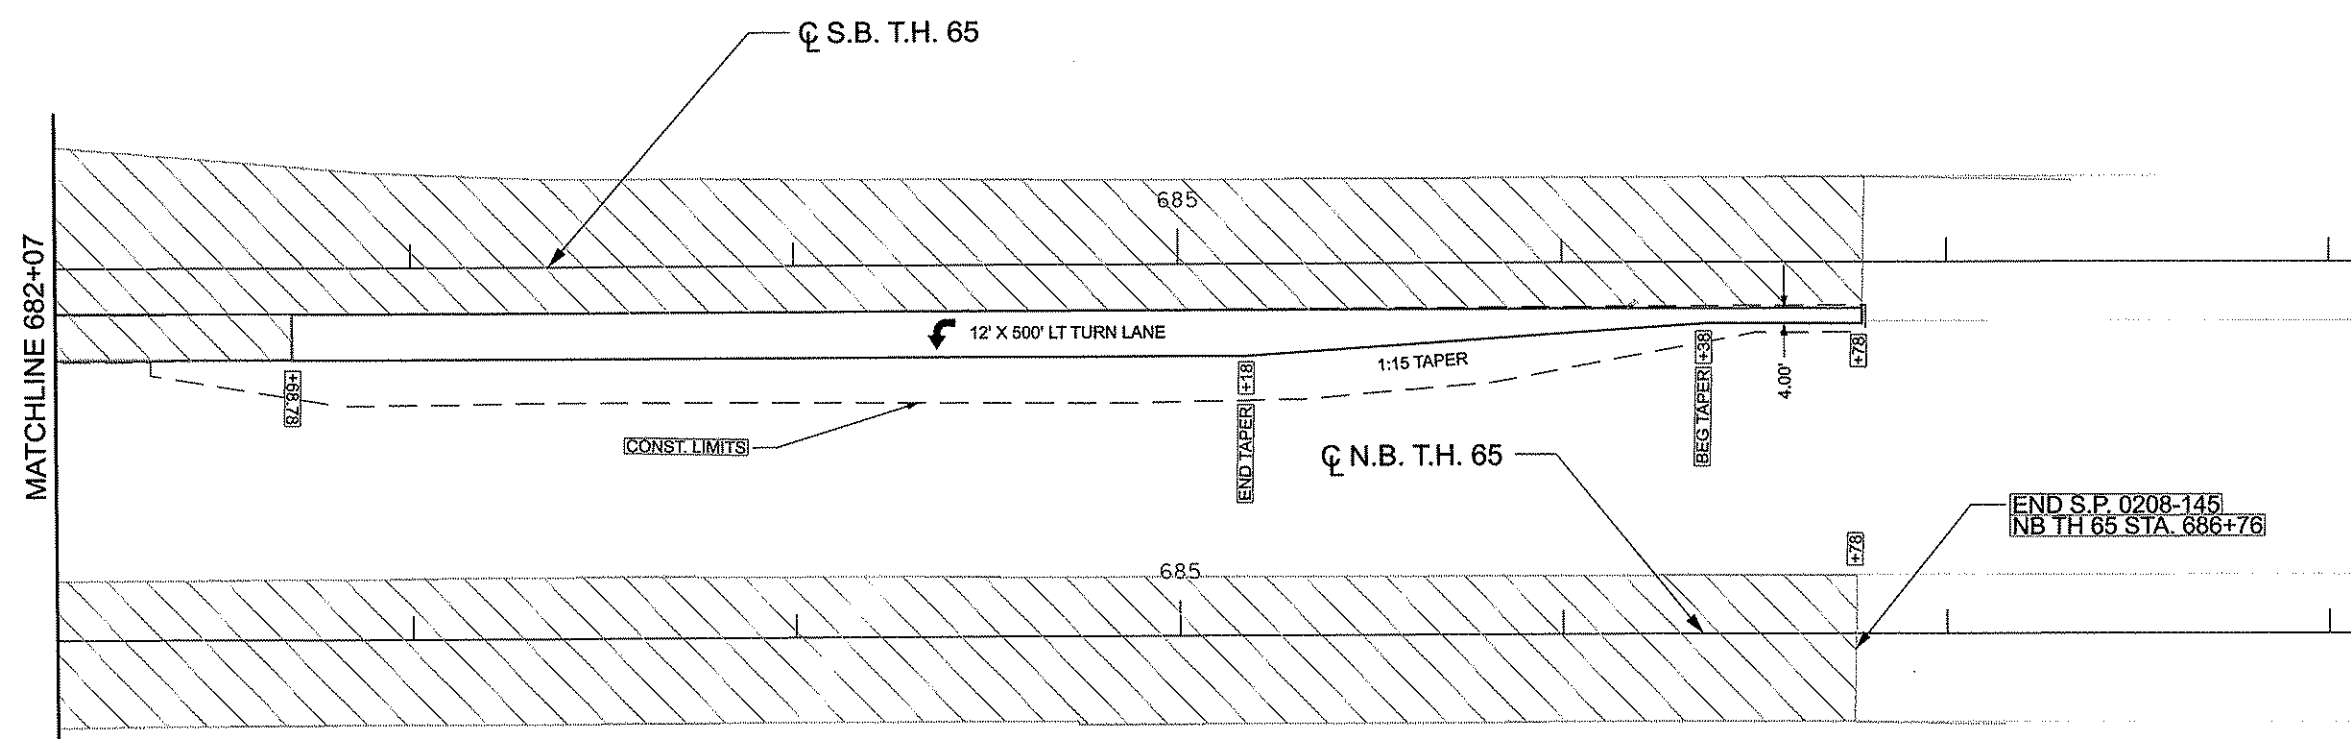 ℄ S.B. T.H. 65
MATCHLINE 682+07
685
12' X 500' LT TURN LANE
1:15 TAPER
+68.78
END TAPER +18
BEG TAPER +38
4.00'
+78
CONST. LIMITS
℄ N.B. T.H. 65
END S.P. 0208-145
NB TH 65 STA. 686+76
+78
685